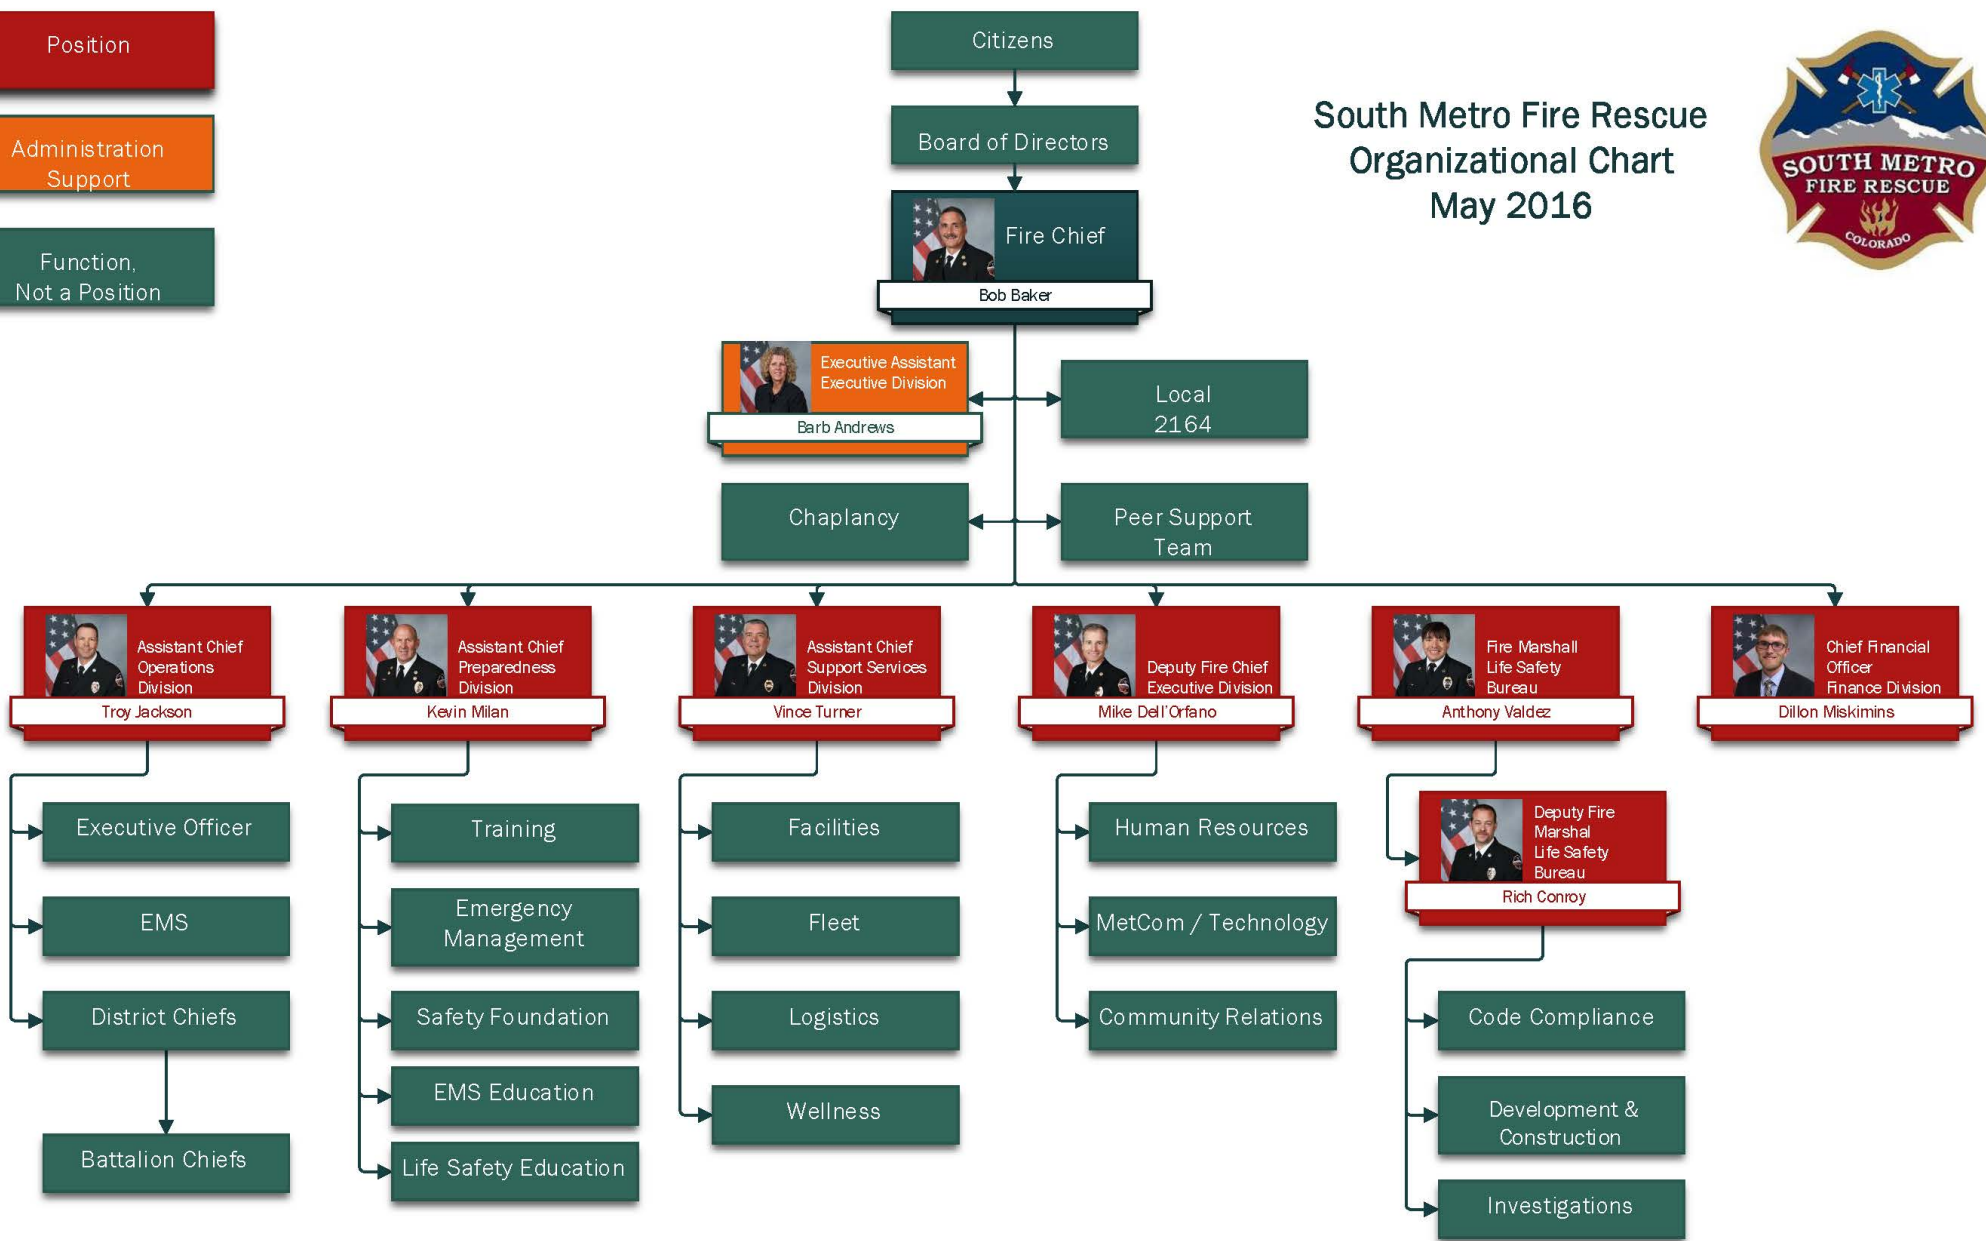 Position
Administration
Support
Function,
Not a Position
Citizens
Board of Directors
Fire Chief
Bob Baker
South Metro Fire Rescue
Organizational Chart
May 2016
SOUTH METRO
FIRE RESCUE
COLORADO
Executive Assistant
Executive Division
Barb Andrews
Local
2164
Chaplancy
Peer Support
Team
Assistant Chief
Operations
Division
Troy Jackson
Assistant Chief
Preparedness
Division
Kevin Milan
Assistant Chief
Support Services
Division
Vince Turner
Deputy Fire Chief
Executive Division
Mike Dell'Orfano
Fire Marshall
Life Safety
Bureau
Anthony Valdez
Chief Financial
Officer
Finance Division
Dillon Miskimins
Executive Officer
EMS
District Chiefs
Battalion Chiefs
Training
Emergency
Management
Safety Foundation
EMS Education
Life Safety Education
Facilities
Fleet
Logistics
Wellness
Human Resources
MetCom / Technology
Community Relations
Deputy Fire
Marshal
Life Safety
Bureau
Rich Conroy
Code Compliance
Development &
Construction
Investigations